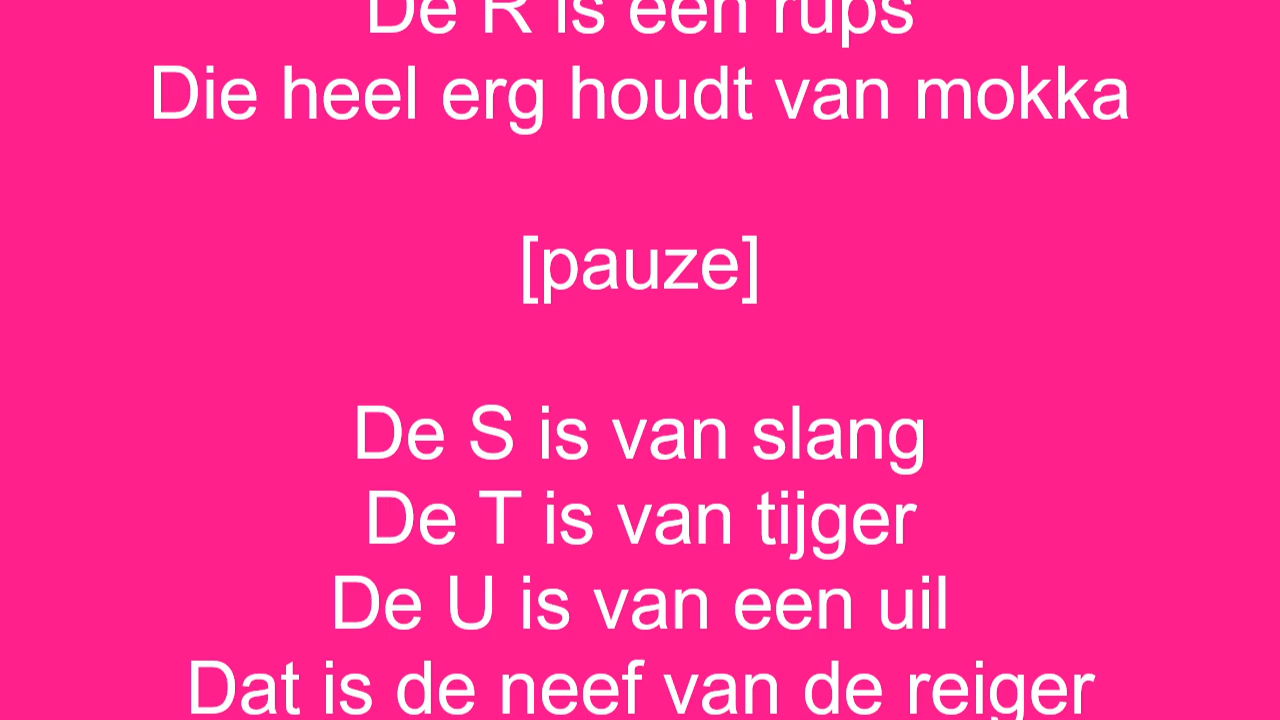 De R is een rups
Die heel erg houdt van mokka
[pauze]
De S is van slang
De T is van tijger
De U is van een uil
Dat is de neef van de reiger